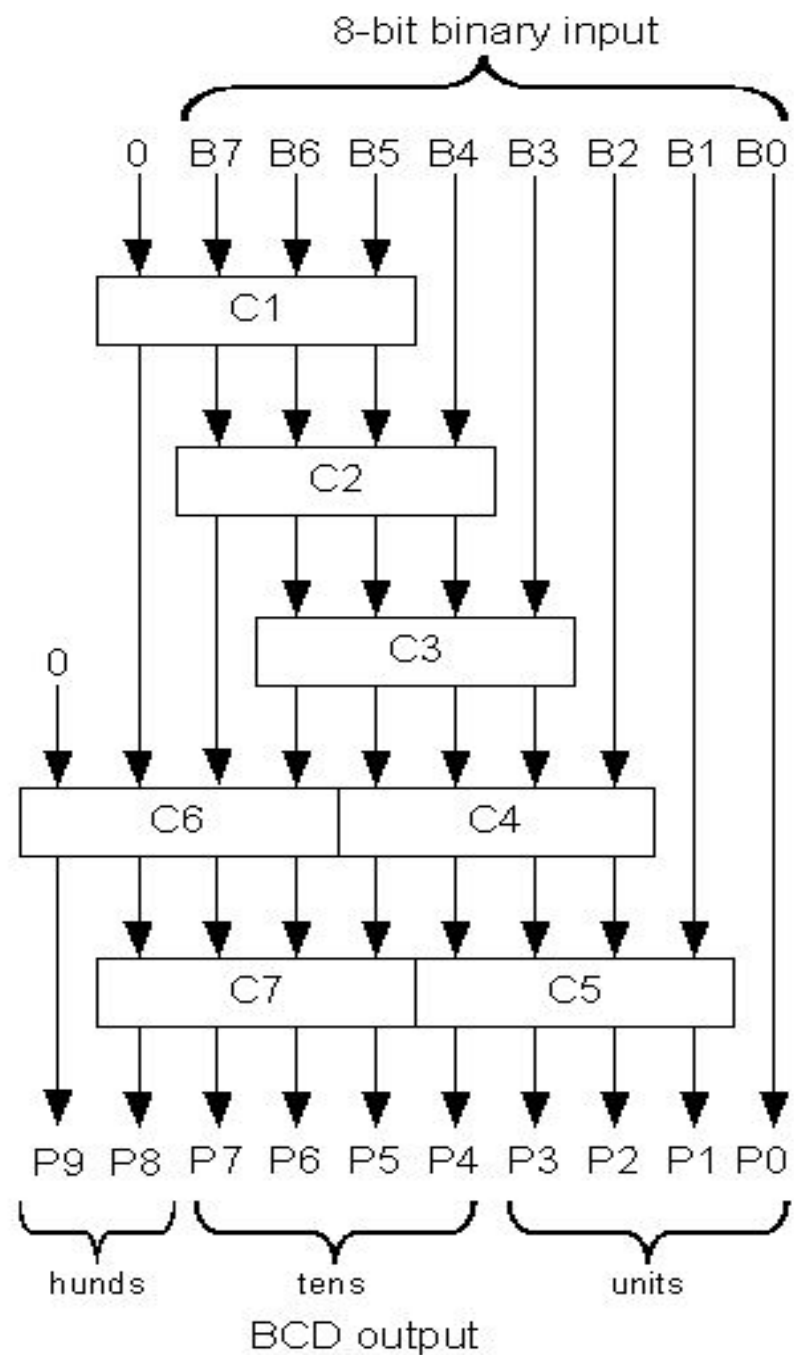 8-bit binary input
0 B7 B6 B5 B4 B3 B2 B1 B0
C1
C2
C3
0
C6 C4
C7 C5
P9 P8 P7 P6 P5 P4 P3 P2 P1 P0
hunds tens units
BCD output